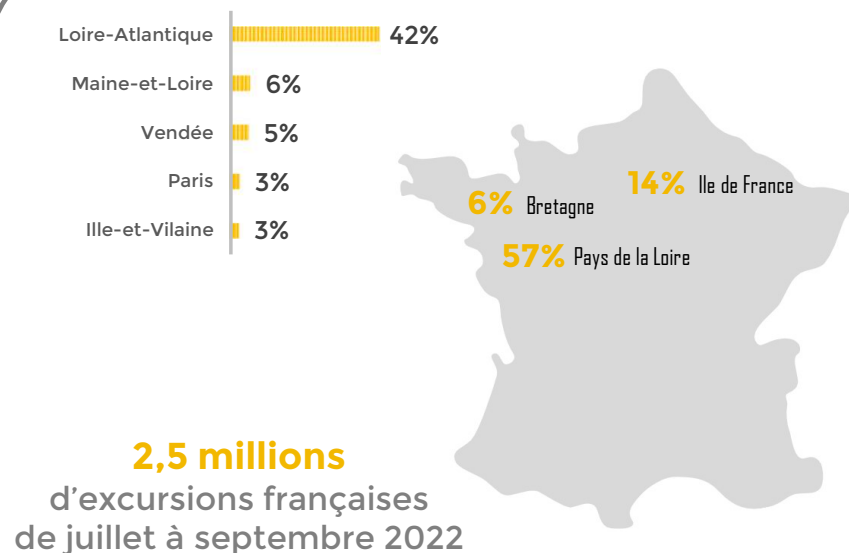 Loire-Atlantique 42%
Maine-et-Loire 6%
Vendée 5%
Paris 3%
Ille-et-Vilaine 3%
14% Ile de France
6% Bretagne
57% Pays de la Loire
2,5 millions
d'excursions françaises
de juillet à septembre 2022